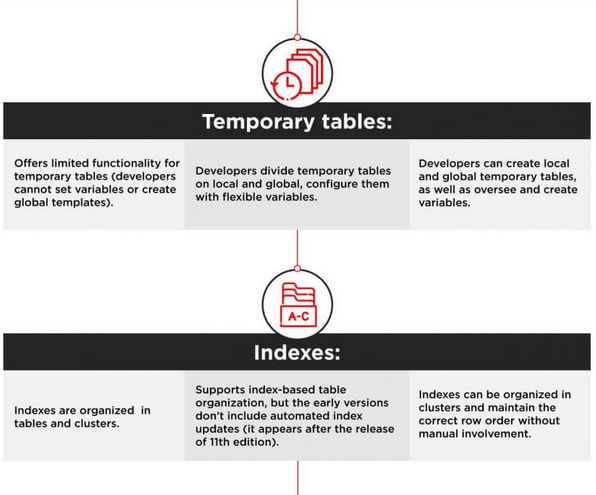 Temporary tables:
Offers limited functionality for
temporary tables (developers
cannot set variables or create
global templates).
Developers divide temporary tables
on local and global, configure them
with flexible variables.
Developers can create local
and global temporary tables,
as well as oversee and create
variables.
A-C
Indexes:
Indexes are organized in
tables and clusters.
Supports index-based table
organization, but the early versions
don't include automated index
updates (it appears after the release
of 11th edition).
Indexes can be organized in
clusters and maintain the
correct row order without
manual involvement.